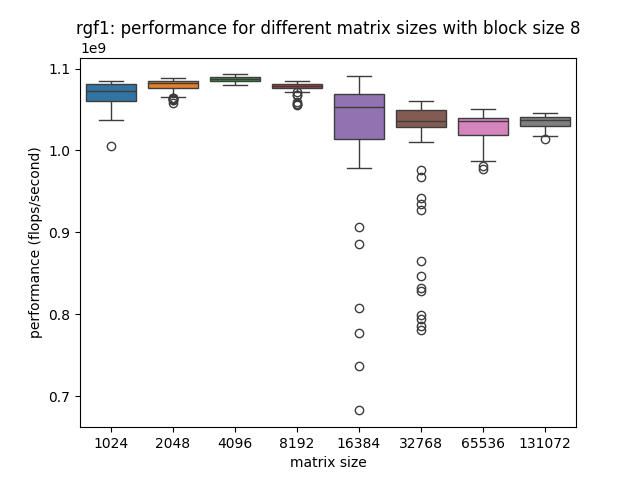 rgf1: performance for different matrix sizes with block size 8
1e9
1.1
1.0
0.9
0.8
0.7
performance (flops/second)
1024 2048 4096 8192 16384 32768 65536 131072
matrix size